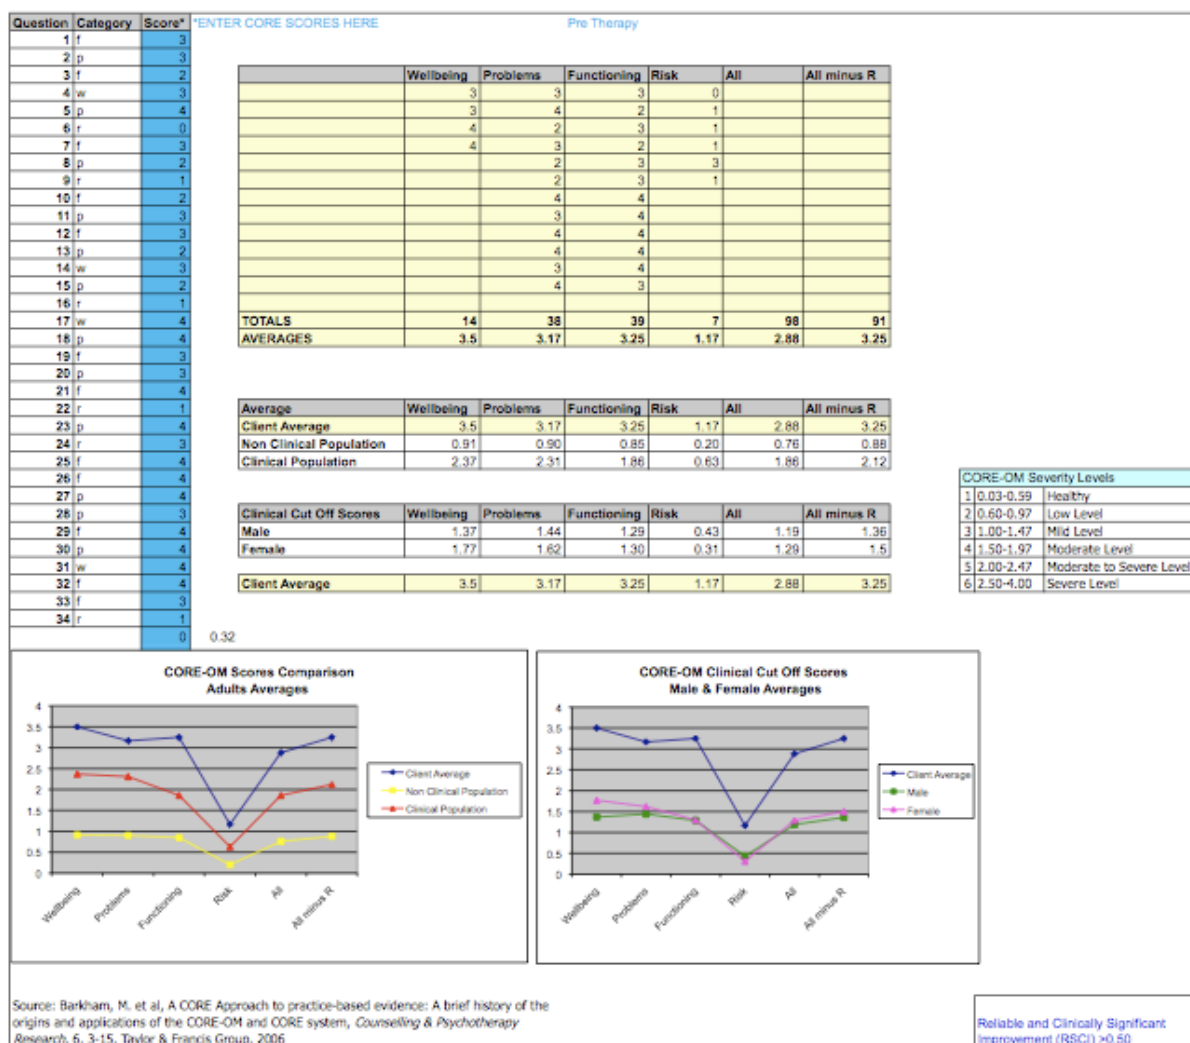 Question Category Score* *ENTER CORE SCORES HERE Pre Therapy
1 f 3
2 p 3
3 f 2
4 w 3
5 p 4
6 r 0
7 f 3
8 p 2
9 r 1
10 f 2
11 p 3
12 f 3
13 p 2
14 w 3
15 p 2
16 r 1
17 w 4
18 p 4
19 f 3
20 p 3
21 f 4
22 r 1
23 p 4
24 r 3
25 f 4
26 f 4
27 p 4
28 p 3
29 f 4
30 p 4
31 w 4
32 f 4
33 f 3
34 r 1
0 0.32
Wellbeing Problems Functioning Risk All All minus R
3 3 3 0
3 4 2 1
4 2 3 1
4 3 2 1
2 3 3
2 3 1
4 4
3 4
4 4
4 4
3 4
4 3
TOTALS 14 38 39 7 98 91
AVERAGES 3.5 3.17 3.25 1.17 2.88 3.25
Average Wellbeing Problems Functioning Risk All All minus R
Client Average 3.5 3.17 3.25 1.17 2.88 3.25
Non Clinical Population 0.91 0.90 0.85 0.20 0.76 0.88
Clinical Population 2.37 2.31 1.86 0.63 1.86 2.12
Clinical Cut Off Scores Wellbeing Problems Functioning Risk All All minus R
Male 1.37 1.44 1.29 0.43 1.19 1.36
Female 1.77 1.62 1.30 0.31 1.29 1.5
Client Average 3.5 3.17 3.25 1.17 2.88 3.25
CORE-OM Severity Levels
1 0.03-0.59 Healthy
2 0.60-0.97 Low Level
3 1.00-1.47 Mild Level
4 1.50-1.97 Moderate Level
5 2.00-2.47 Moderate to Severe Level
6 2.50-4.00 Severe Level
CORE-OM Scores Comparison
Adults Averages
4
3.5
3
2.5
2
1.5
1
0.5
0
Wellbeing
Problems
Functioning
Risk
All
All minus R
Client Average
Non Clinical Population
Clinical Population
CORE-OM Clinical Cut Off Scores
Male & Female Averages
4
3.5
3
2.5
2
1.5
1
0.5
0
Wellbeing
Problems
Functioning
Risk
All
All minus R
Client Average
Male
Female
Source: Barkham, M. et al, A CORE Approach to practice-based evidence: A brief history of the
origins and applications of the CORE-OM and CORE system, Counselling & Psychotherapy
Research, 6, 3-15, Taylor & Francis Group, 2006
Reliable and Clinically Significant
Improvement (RSCI) >0.50